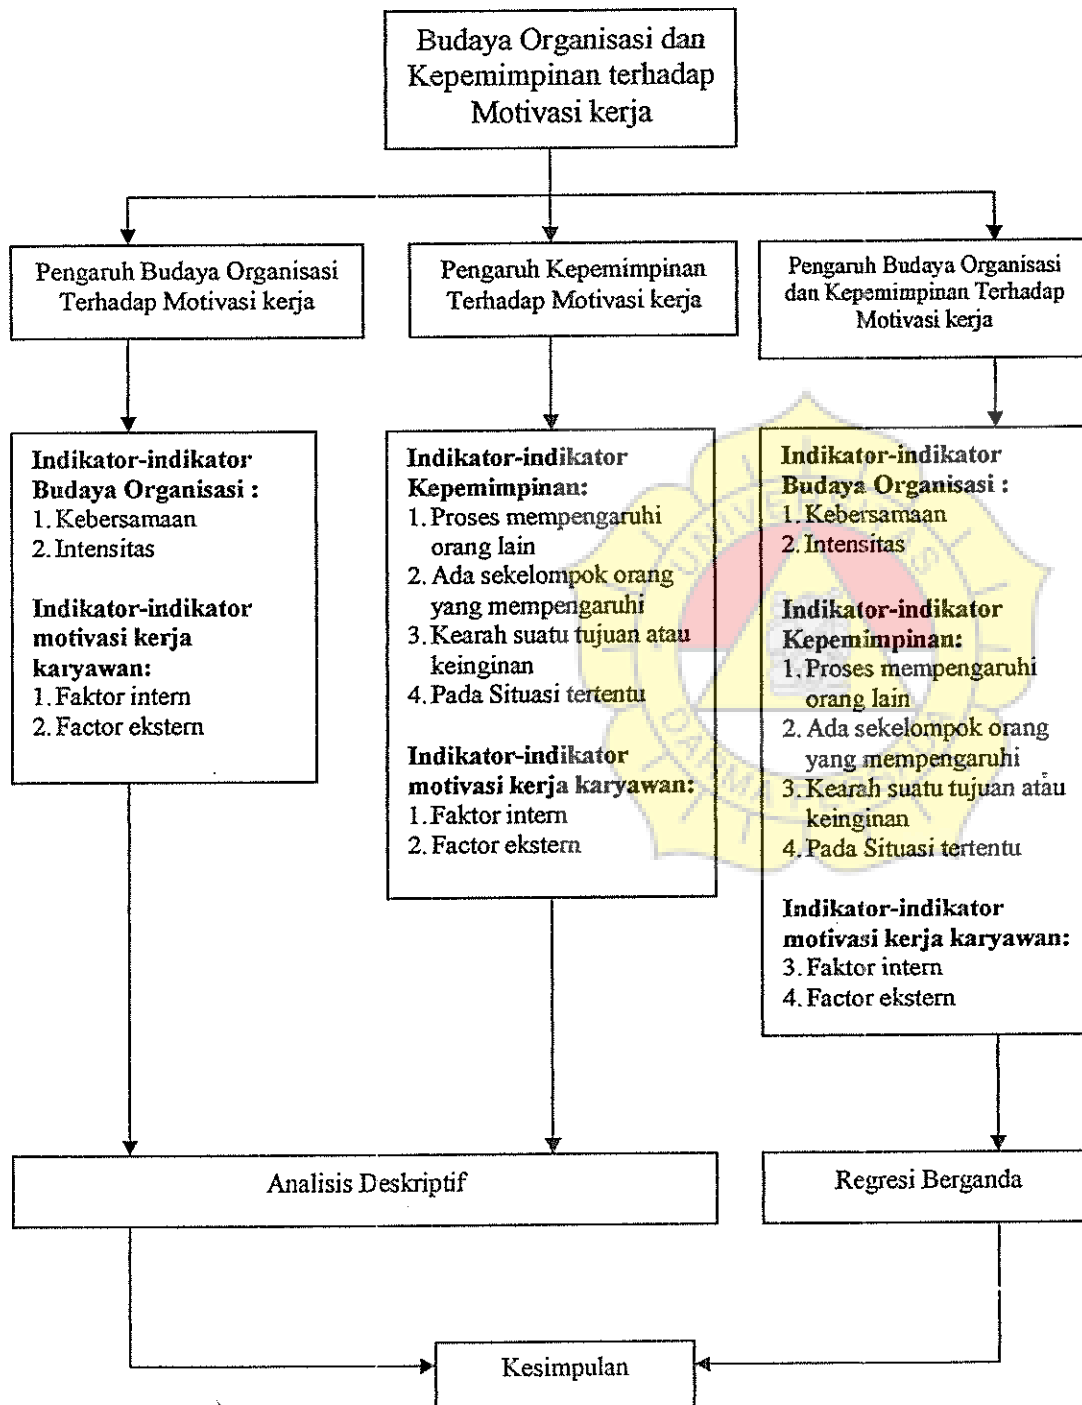 Budaya Organisasi dan
Kepemimpinan terhadap
Motivasi kerja
Pengaruh Budaya Organisasi
Terhadap Motivasi kerja
Pengaruh Kepemimpinan
Terhadap Motivasi kerja
Pengaruh Budaya Organisasi
dan Kepemimpinan Terhadap
Motivasi kerja
Indikator-indikator
Budaya Organisasi :
1. Kebersamaan
2. Intensitas
Indikator-indikator
motivasi kerja
karyawan:
1. Faktor intern
2. Factor ekstern
Indikator-indikator
Kepemimpinan:
1. Proses mempengaruhi
orang lain
2. Ada sekelompok orang
yang mempengaruhi
3. Kearah suatu tujuan atau
keinginan
4. Pada Situasi tertentu
Indikator-indikator
motivasi kerja karyawan:
1. Faktor intern
2. Factor ekstern
Indikator-indikator
Budaya Organisasi :
1. Kebersamaan
2. Intensitas
Indikator-indikator
Kepemimpinan:
1. Proses mempengaruhi
orang lain
2. Ada sekelompok orang
yang mempengaruhi
3. Kearah suatu tujuan atau
keinginan
4. Pada Situasi tertentu
Indikator-indikator
motivasi kerja karyawan:
3. Faktor intern
4. Factor ekstern
UNIVERSITAS
DARMA PERSADA
Analisis Deskriptif
Regresi Berganda
Kesimpulan